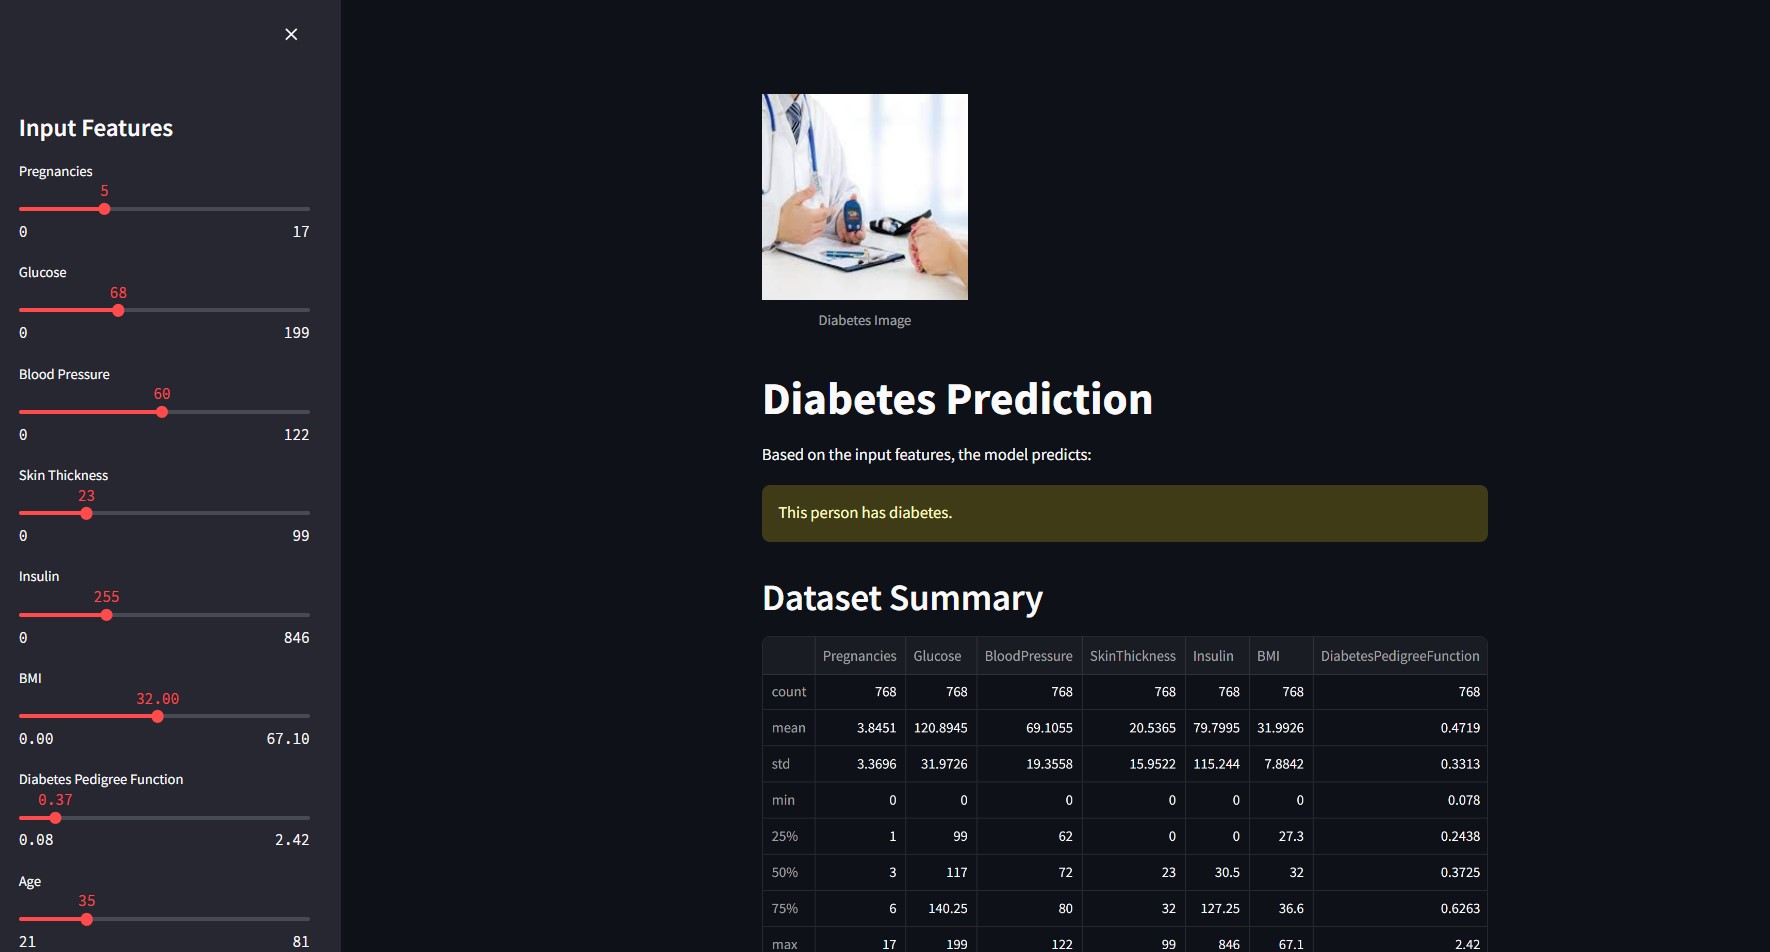 Input Features
Pregnancies
5
0 17
Glucose
68
0 199
Blood Pressure
60
0 122
Skin Thickness
23
0 99
Insulin
255
0 846
BMI
32.00
0.00 67.10
Diabetes Pedigree Function
0.37
0.08 2.42
Age
35
21 81
Diabetes Image
Diabetes Prediction
Based on the input features, the model predicts:
This person has diabetes.
Dataset Summary
Pregnancies Glucose BloodPressure SkinThickness Insulin BMI DiabetesPedigreeFunction
count 768 768 768 768 768 768 768
mean 3.8451 120.8945 69.1055 20.5365 79.7995 31.9926 0.4719
std 3.3696 31.9726 19.3558 15.9522 115.244 7.8842 0.3313
min 0 0 0 0 0 0 0.078
25% 1 99 62 0 0 27.3 0.2438
50% 3 117 72 23 30.5 32 0.3725
75% 6 140.25 80 32 127.25 36.6 0.6263
max 17 199 122 99 846 67.1 2.42